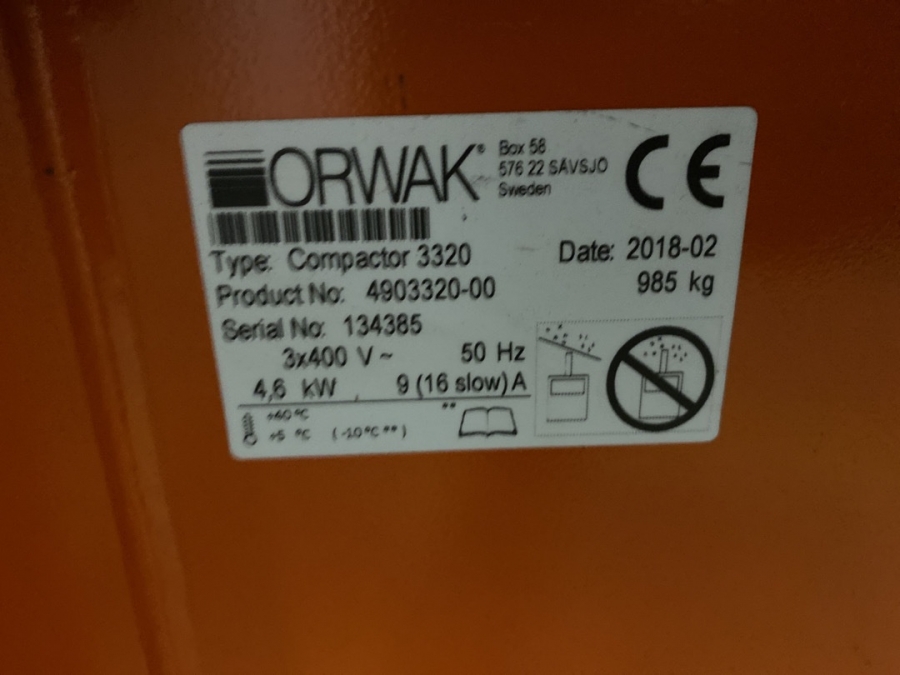 ORWAK®
Box 58
576 22 SÄVSJÖ
Sweden
CE
Type: Compactor 3320
Date: 2018-02
Product No: 4903320-00
985 kg
Serial No: 134385
3x400 V ~ 50 Hz
4,6 kW 9 (16 slow) A
+40 °C
+5 °C (-10 °C **)
**